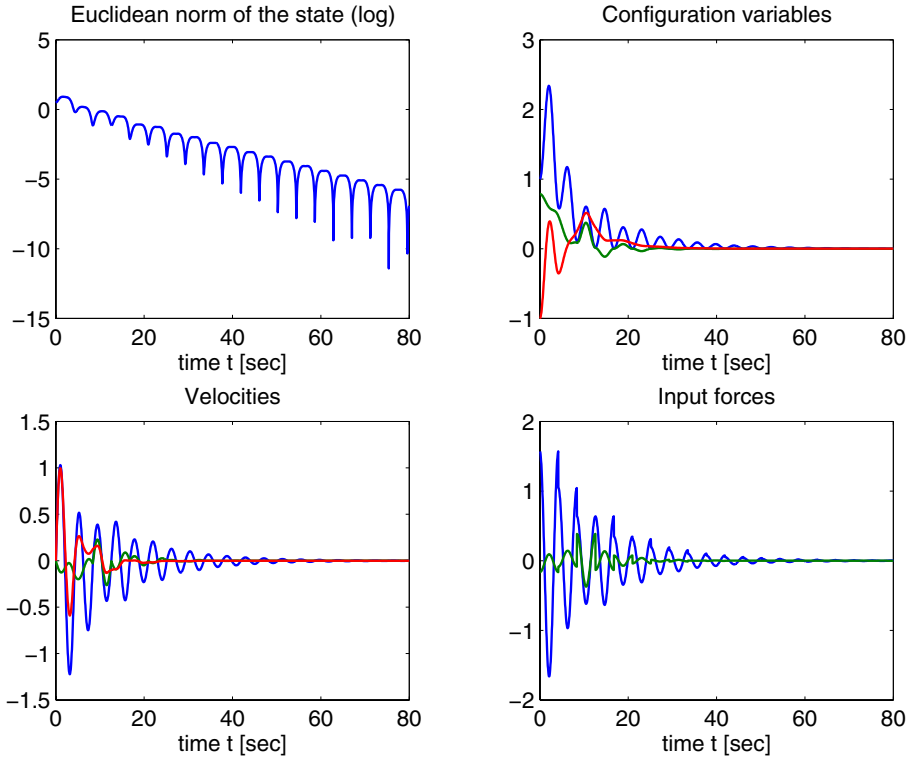 Euclidean norm of the state (log)
5
0
−5
−10
−15
0 20 40 60 80
time t [sec]
Configuration variables
3
2
1
0
−1
0 20 40 60 80
time t [sec]
Velocities
1.5
1
0.5
0
−0.5
−1
−1.5
0 20 40 60 80
time t [sec]
Input forces
2
1
0
−1
−2
0 20 40 60 80
time t [sec]